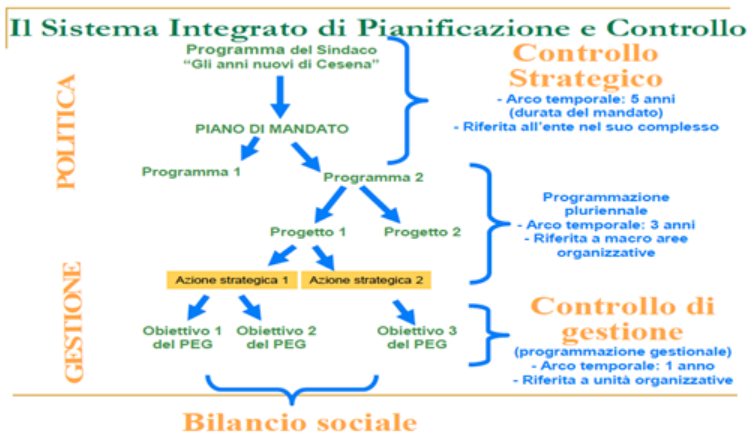 Il Sistema Integrato di Pianificazione e Controllo
Programma del Sindaco
“Gli anni nuovi di Cesena”
PIANO DI MANDATO
Programma 1
Programma 2
Progetto 1
Progetto 2
Azione strategica 1
Azione strategica 2
Obiettivo 1
del PEG
Obiettivo 2
del PEG
Obiettivo 3
del PEG
POLITICA
GESTIONE
Controllo
Strategico
- Arco temporale: 5 anni
(durata del mandato)
- Riferita all'ente nel suo complesso
Programmazione
pluriennale
- Arco temporale: 3 anni
- Riferita a macro aree
organizzative
Controllo di
gestione
(programmazione gestionale)
- Arco temporale: 1 anno
- Riferita a unità organizzative
Bilancio sociale